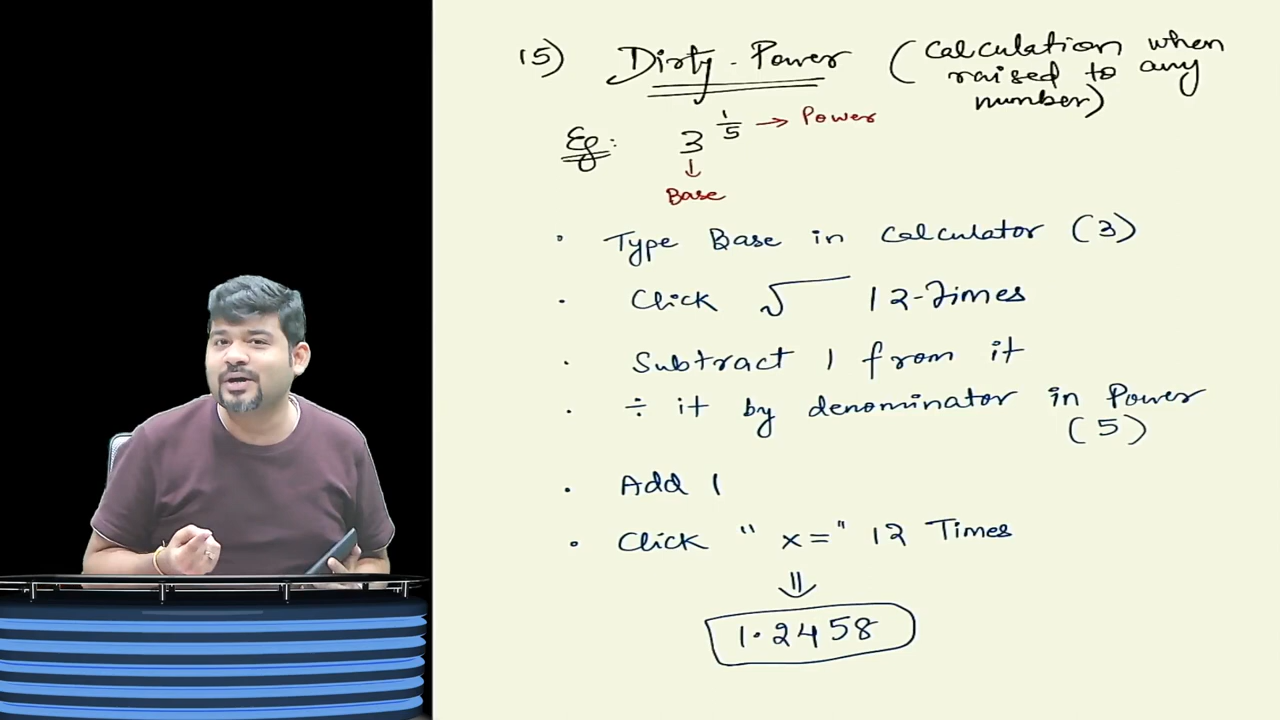 15) Dirty-Power (Calculation when
raised to any
number)
Eg: 3^1/5 → Power
↓
Base
• Type Base in calculator (3)
• Click √ 12-Times
• Subtract 1 from it
• ÷ it by denominator in Power
(5)
• Add 1
• Click "x=" 12 Times
⇓
1.2458